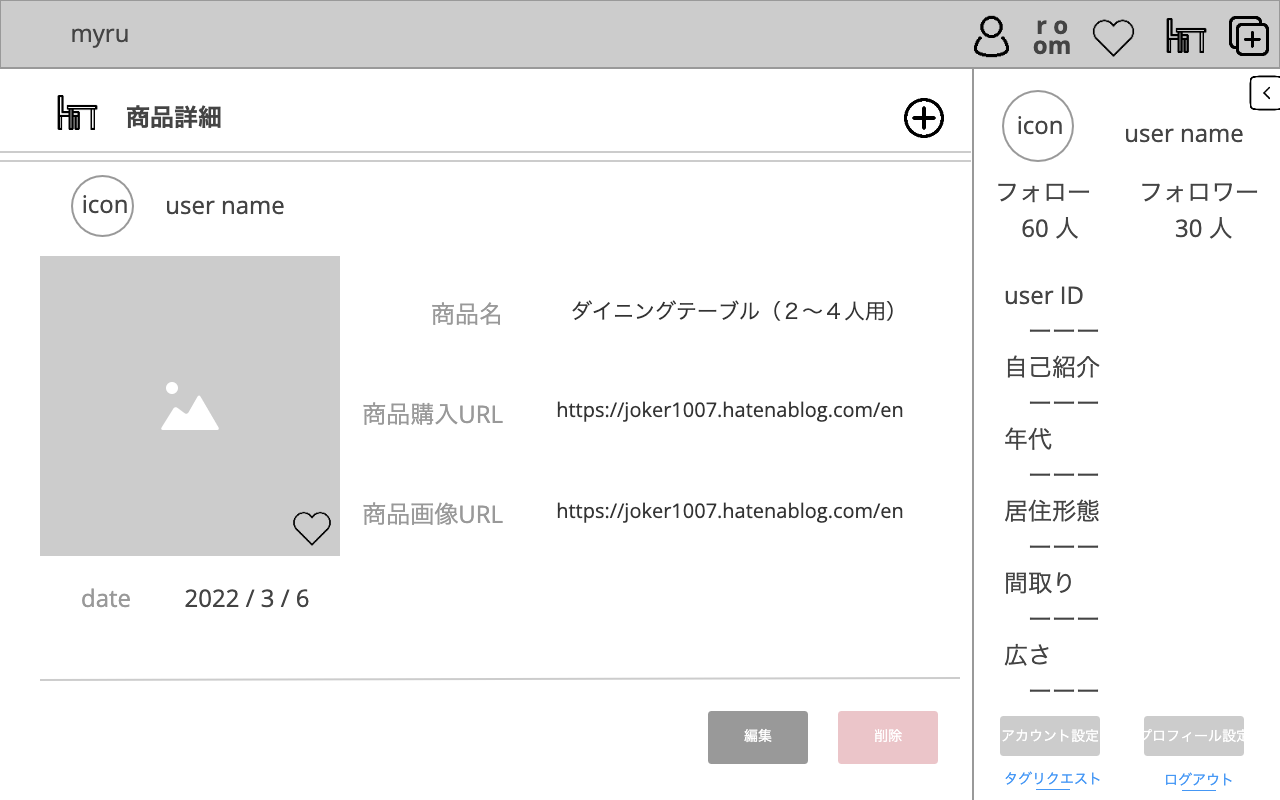 myru
r o
om
商品詳細
icon
user name
商品名
ダイニングテーブル（２〜４人用）
商品購入URL
https://joker1007.hatenablog.com/en
商品画像URL
https://joker1007.hatenablog.com/en
date
2022 / 3 / 6
編集
削除
icon
user name
フォロー
フォロワー
60 人
30 人
user ID
ーーー
自己紹介
ーーー
年代
ーーー
居住形態
ーーー
間取り
ーーー
広さ
ーーー
アカウント設定
プロフィール設定
タグリクエスト
ログアウト